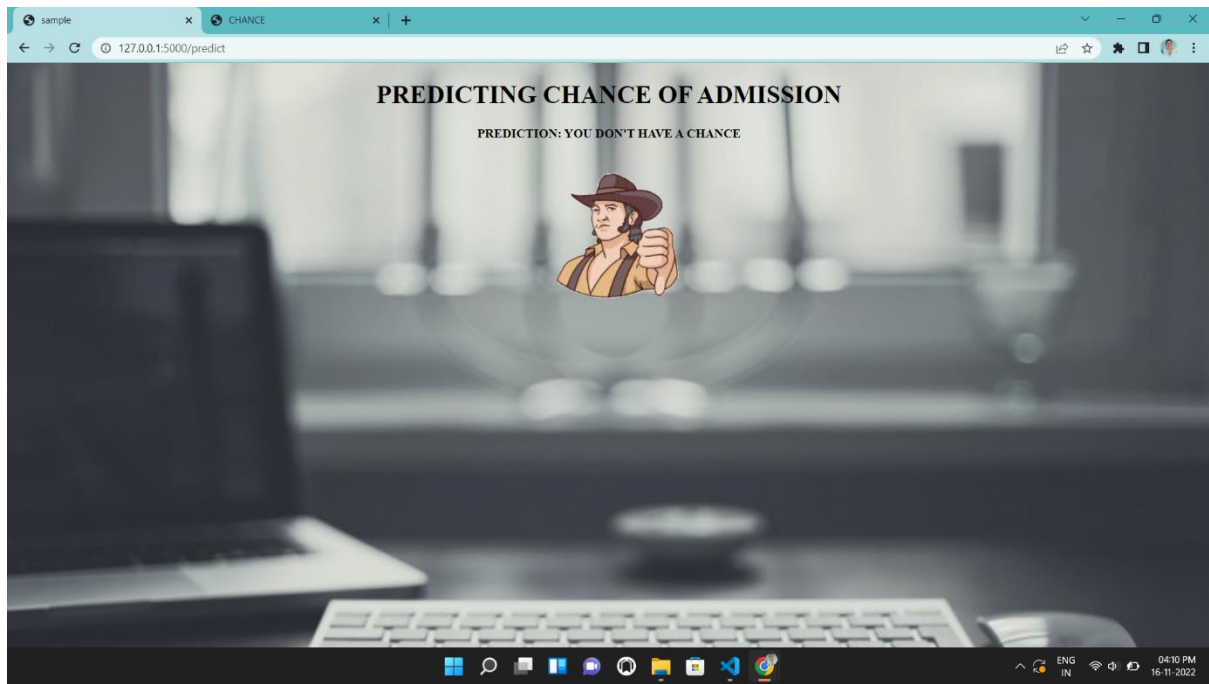 sample
CHANCE
127.0.0.1:5000/predict
PREDICTING CHANCE OF ADMISSION
PREDICTION: YOU DON'T HAVE A CHANCE
ENG
IN
04:10 PM
16-11-2022